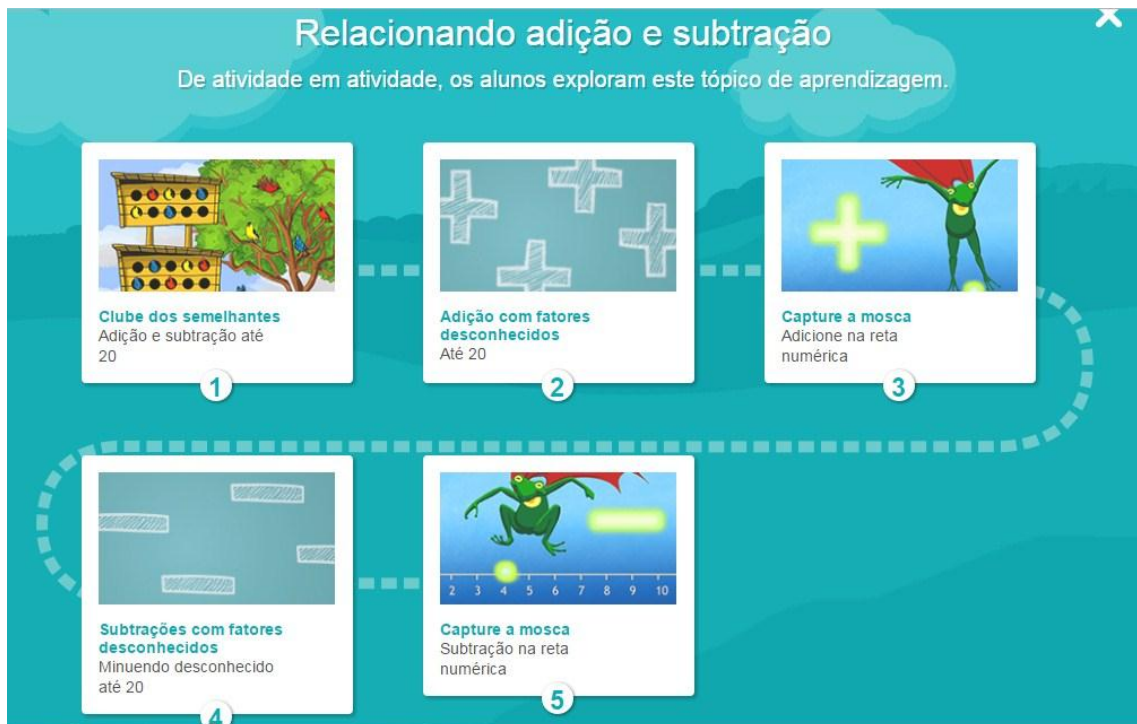 Relacionando adição e subtração
De atividade em atividade, os alunos exploram este tópico de aprendizagem.
Clube dos semelhantes
Adição e subtração até
20
1
Adição com fatores
desconhecidos
Até 20
2
Capture a mosca
Adicione na reta
numérica
3
Subtrações com fatores
desconhecidos
Minuendo desconhecido
até 20
4
2 3 4 5 6 7 8 9 10
Capture a mosca
Subtração na reta
numérica
5